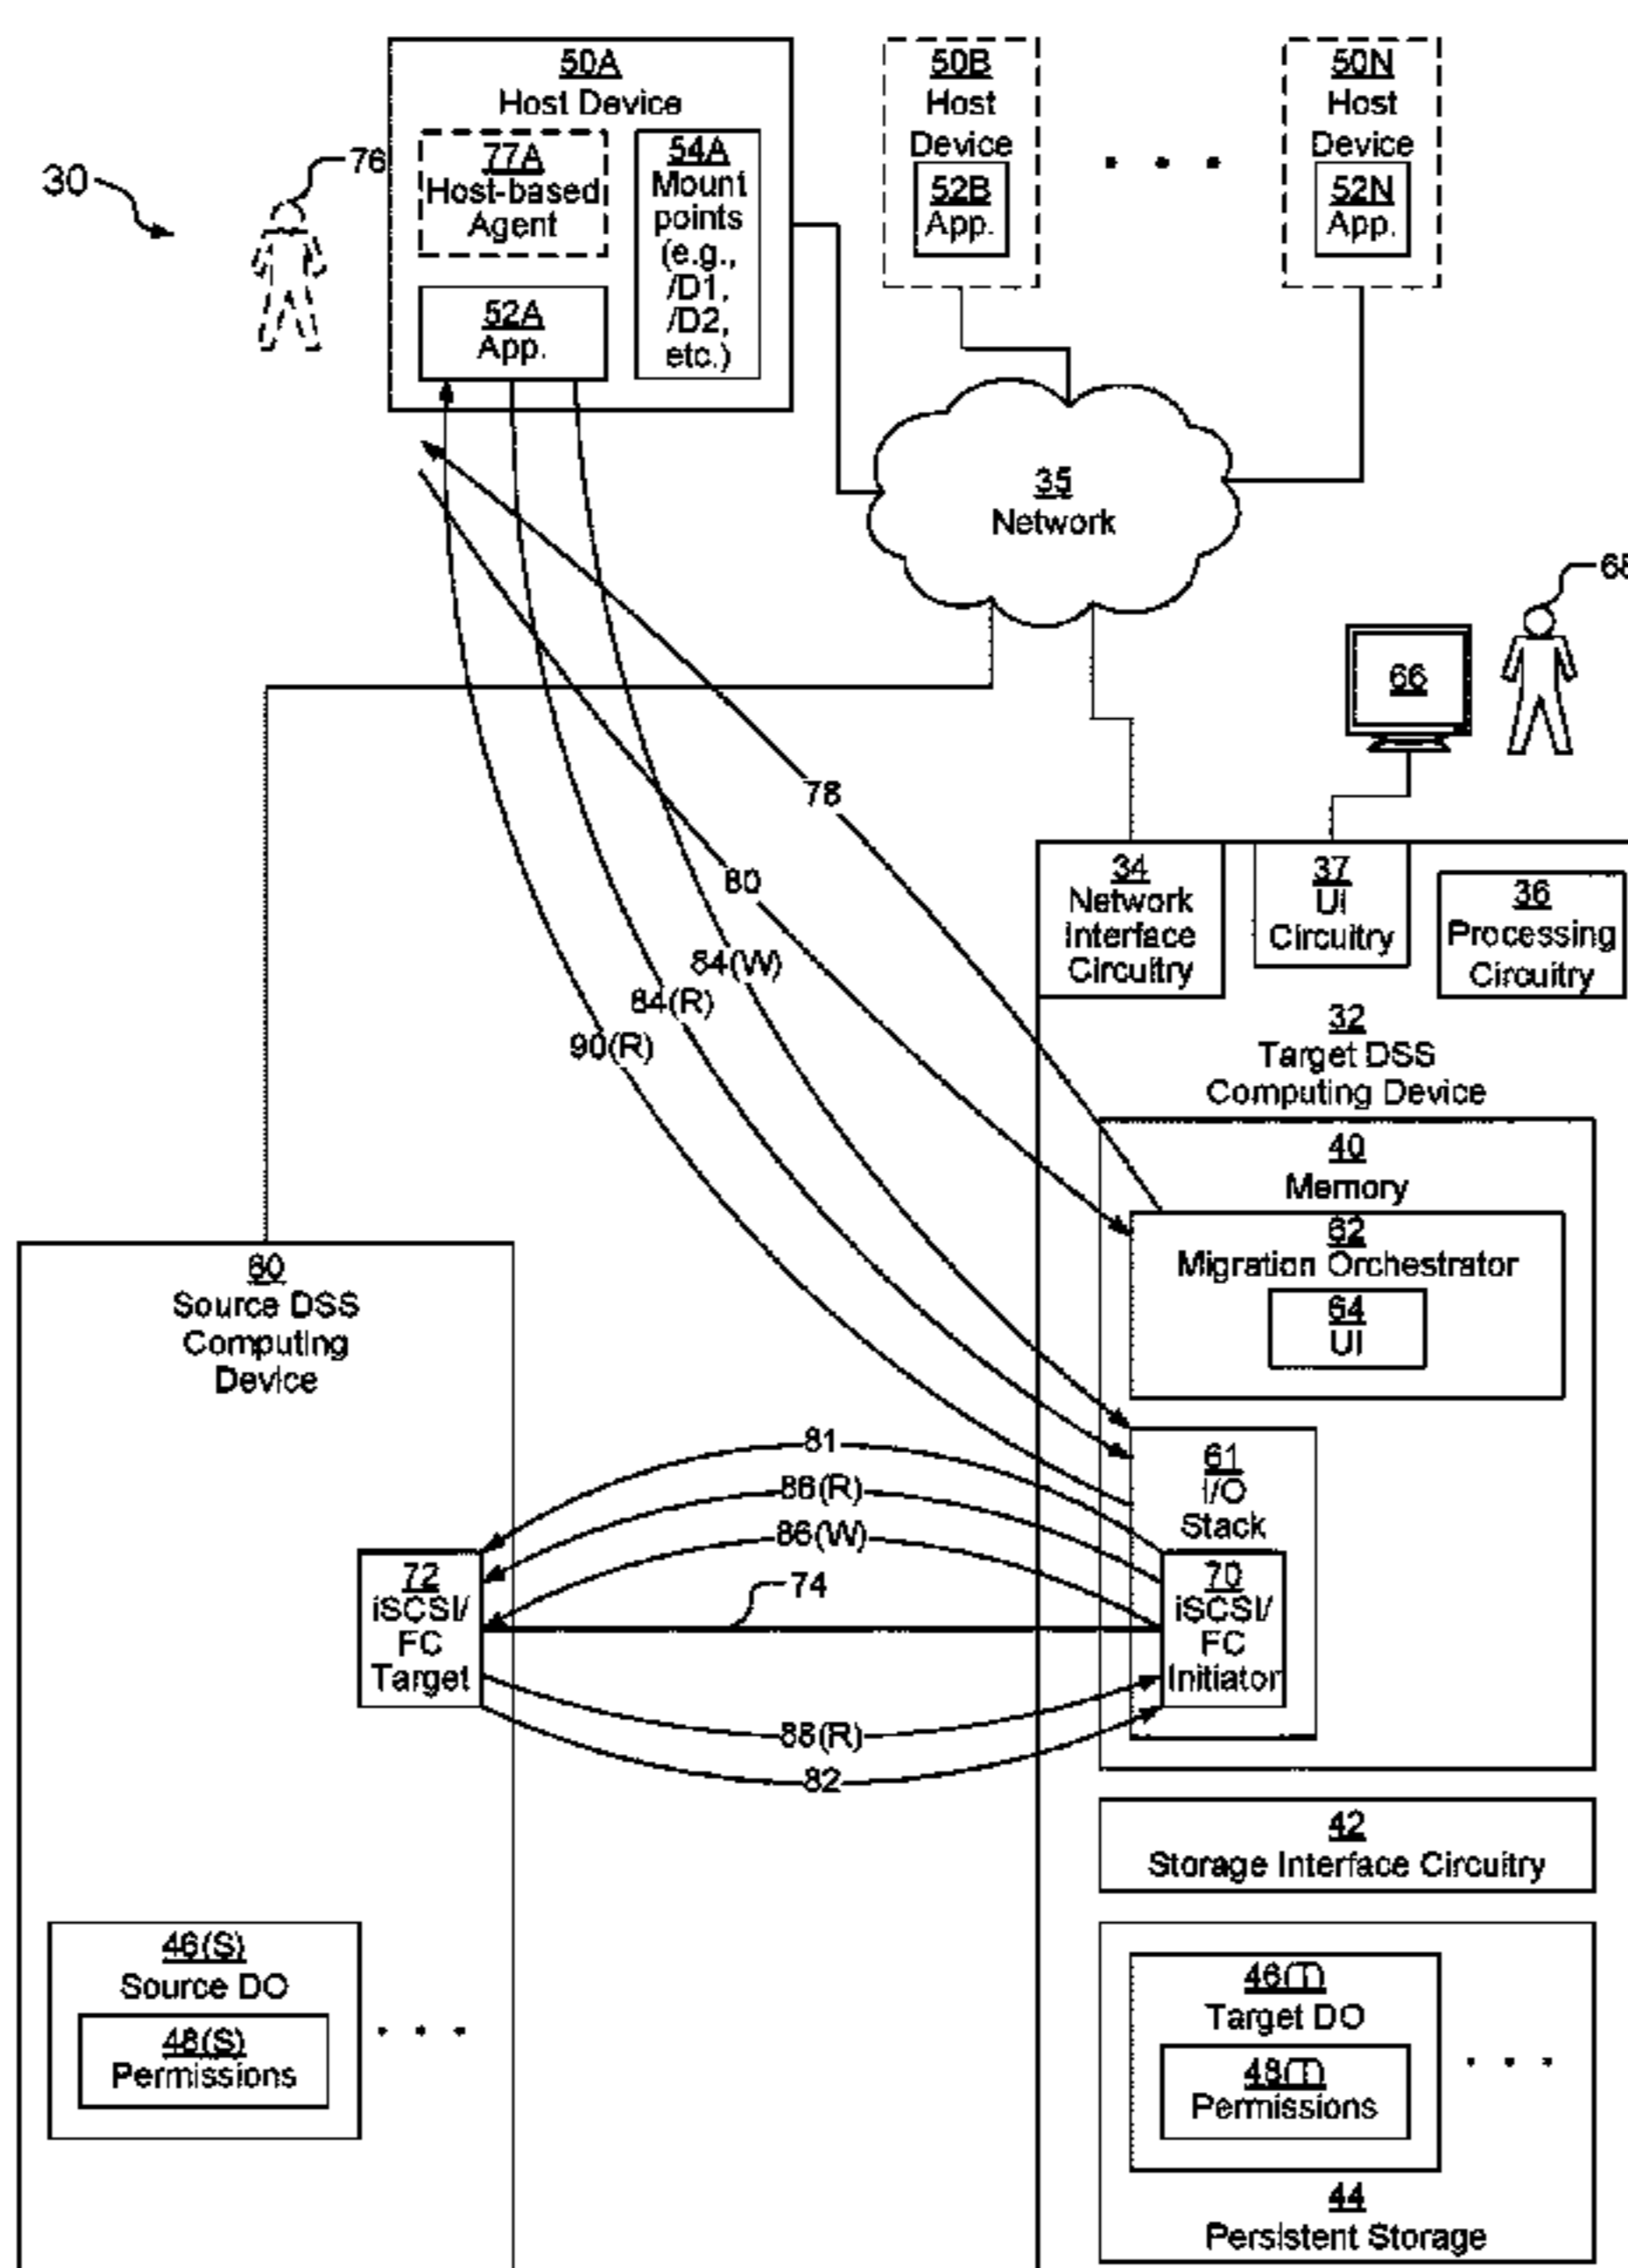 30
76
50A
Host Device
77A
Host-based
Agent
54A
Mount
points
(e.g.,
/D1,
/D2,
etc.)
52A
App.
50B
Host
Device
52B
App.
50N
Host
Device
52N
App.
35
Network
66
78
80
84(W)
84(R)
90(R)
34
Network
Interface
Circuitry
37
UI
Circuitry
36
Processing
Circuitry
32
Target DSS
Computing Device
40
Memory
62
Migration Orchestrator
64
UI
60
Source DSS
Computing
Device
81
86(R)
86(W)
74
88(R)
82
61
I/O
Stack
72
iSCSI/
FC
Target
70
iSCSI/
FC
Initiator
42
Storage Interface Circuitry
46(S)
Source DO
48(S)
Permissions
46(T)
Target DO
48(T)
Permissions
44
Persistent Storage